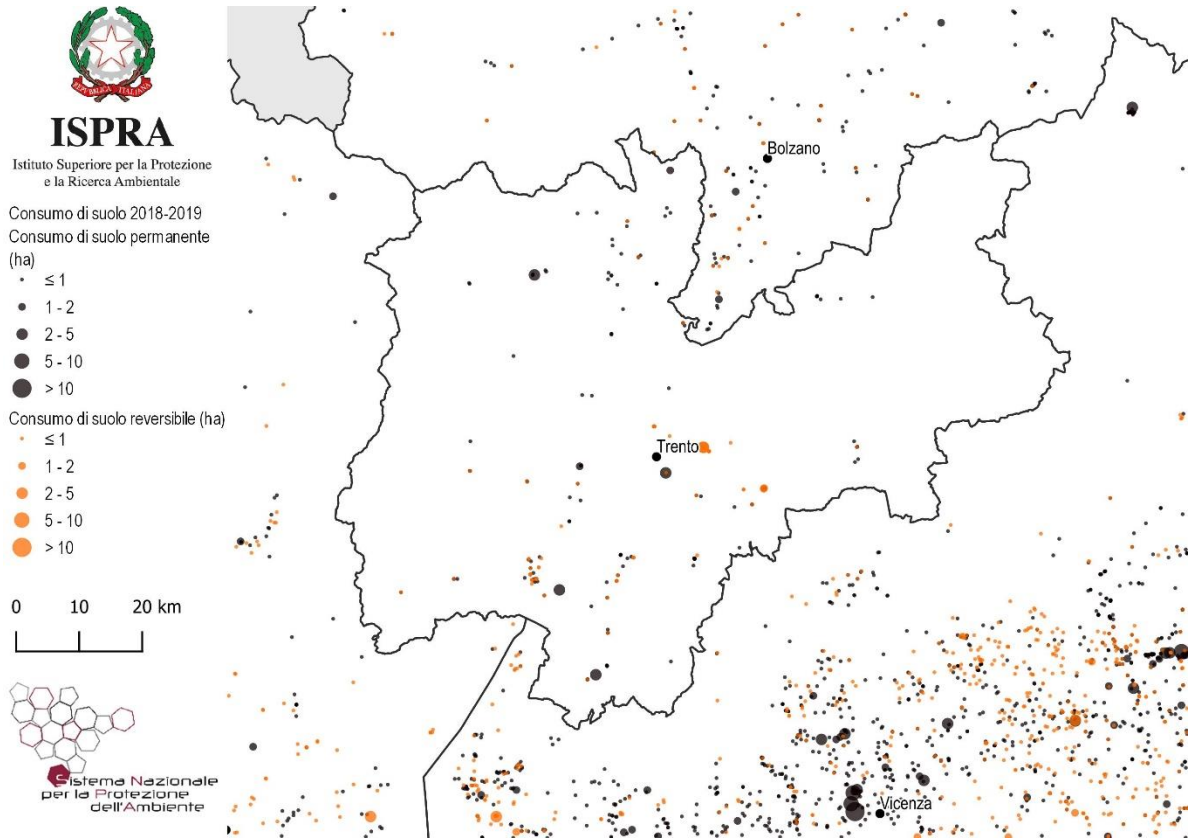 REPVBBLICA ITALIANA
ISPRA
Istituto Superiore per la Protezione
e la Ricerca Ambientale
Consumo di suolo 2018-2019
Consumo di suolo permanente
(ha)
≤ 1
1 - 2
2 - 5
5 - 10
> 10
Consumo di suolo reversibile (ha)
≤ 1
1 - 2
2 - 5
5 - 10
> 10
0 10 20 km
Sistema Nazionale
per la Protezione
dell'Ambiente
Bolzano
Trento
Vicenza